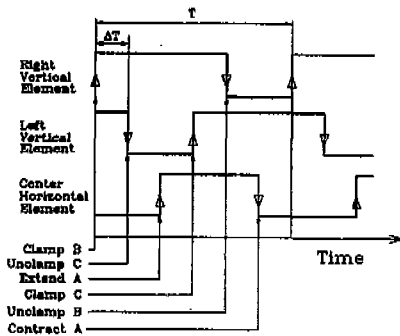 T
ΔT
Right
Vertical
Element
Left
Vertical
Element
Center
Horizontal
Element
Clamp B
Unclamp C
Extend A
Clamp C
Unclamp B
Contract A
Time